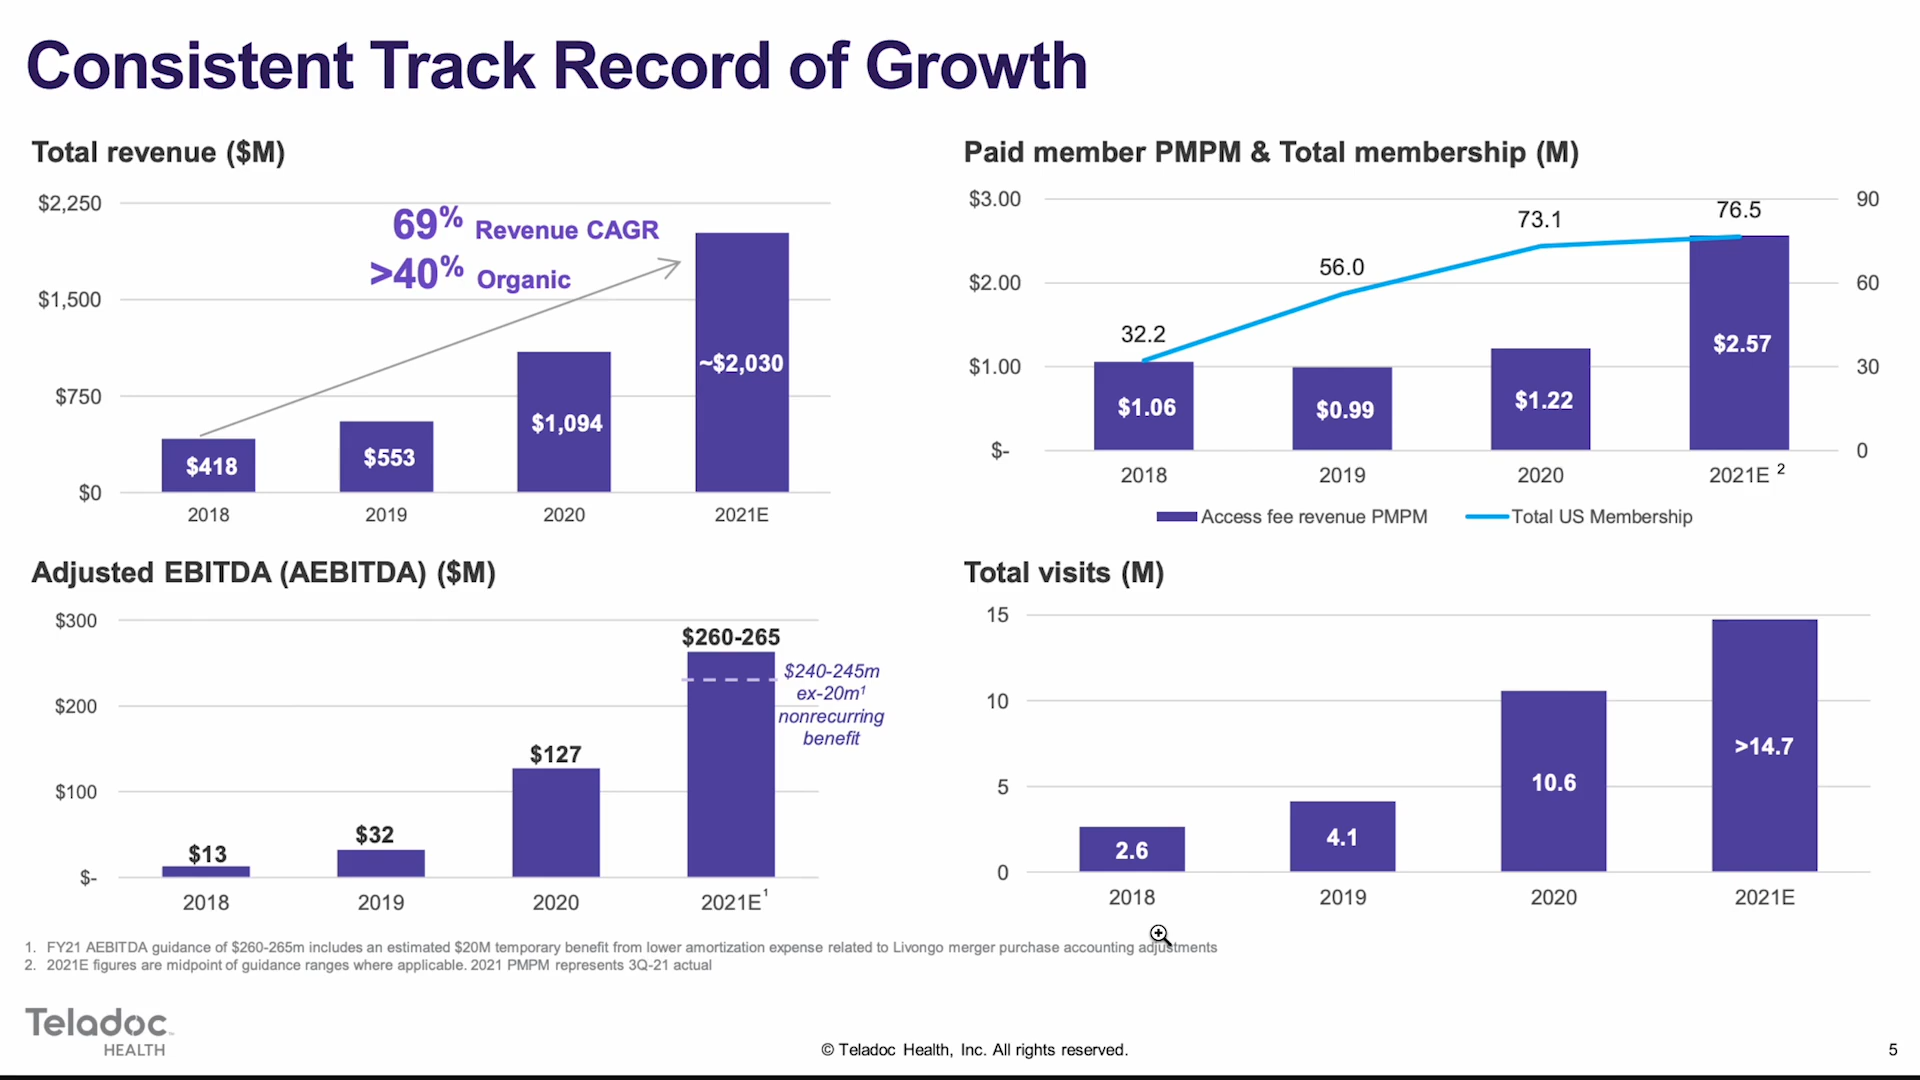 Consistent Track Record of Growth
Total revenue ($M)
$2,250
$1,500
$750
$0
69% Revenue CAGR
>40% Organic
$418
$553
$1,094
~$2,030
2018 2019 2020 2021E
Paid member PMPM & Total membership (M)
$3.00
$2.00
$1.00
$-
90
60
30
0
32.2
56.0
73.1
76.5
$1.06
$0.99
$1.22
$2.57
2018 2019 2020 2021E 2
Access fee revenue PMPM Total US Membership
Adjusted EBITDA (AEBITDA) ($M)
$300
$200
$100
$-
$13
$32
$127
$260-265
$240-245m
ex-20m1
nonrecurring
benefit
2018 2019 2020 2021E1
Total visits (M)
15
10
5
0
2.6
4.1
10.6
>14.7
2018 2019 2020 2021E
1. FY21 AEBITDA guidance of $260-265m includes an estimated $20M temporary benefit from lower amortization expense related to Livongo merger purchase accounting adjustments
2. 2021E figures are midpoint of guidance ranges where applicable. 2021 PMPM represents 3Q-21 actual
Teladoc
HEALTH
© Teladoc Health, Inc. All rights reserved.
5